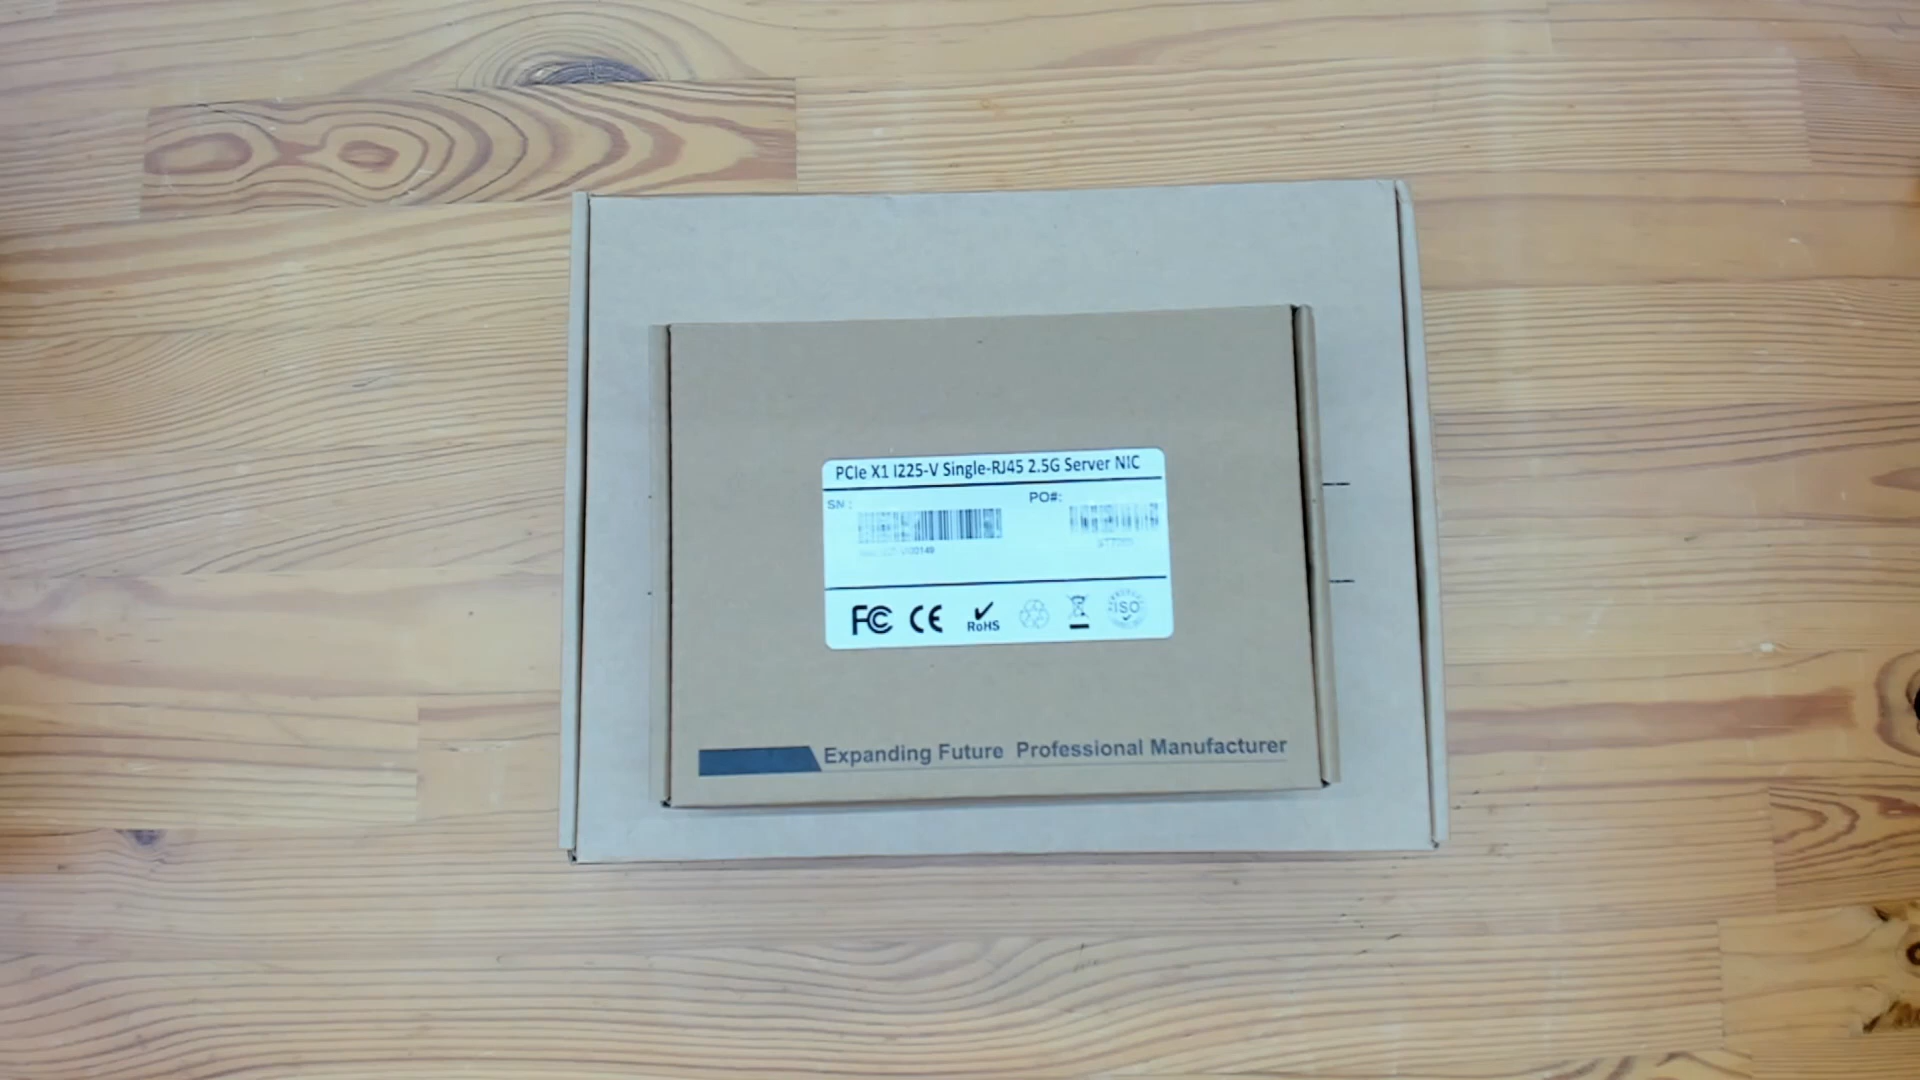 PCIe X1 I225-V Single-RJ45 2.5G Server NIC
SN : PO#:
FC CE RoHS ISO
Expanding Future Professional Manufacturer